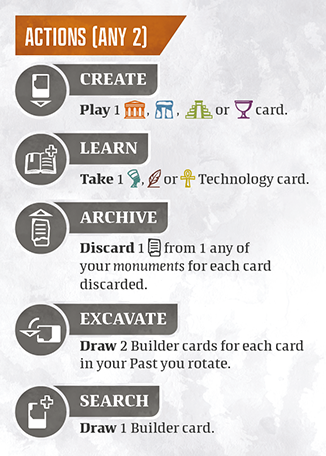 ACTIONS (ANY 2)
CREATE
Play 1 , , or card.
LEARN
Take 1 , or Technology card.
ARCHIVE
Discard 1 from 1 any of
your monuments for each card
discarded.
EXCAVATE
Draw 2 Builder cards for each card
in your Past you rotate.
SEARCH
Draw 1 Builder card.